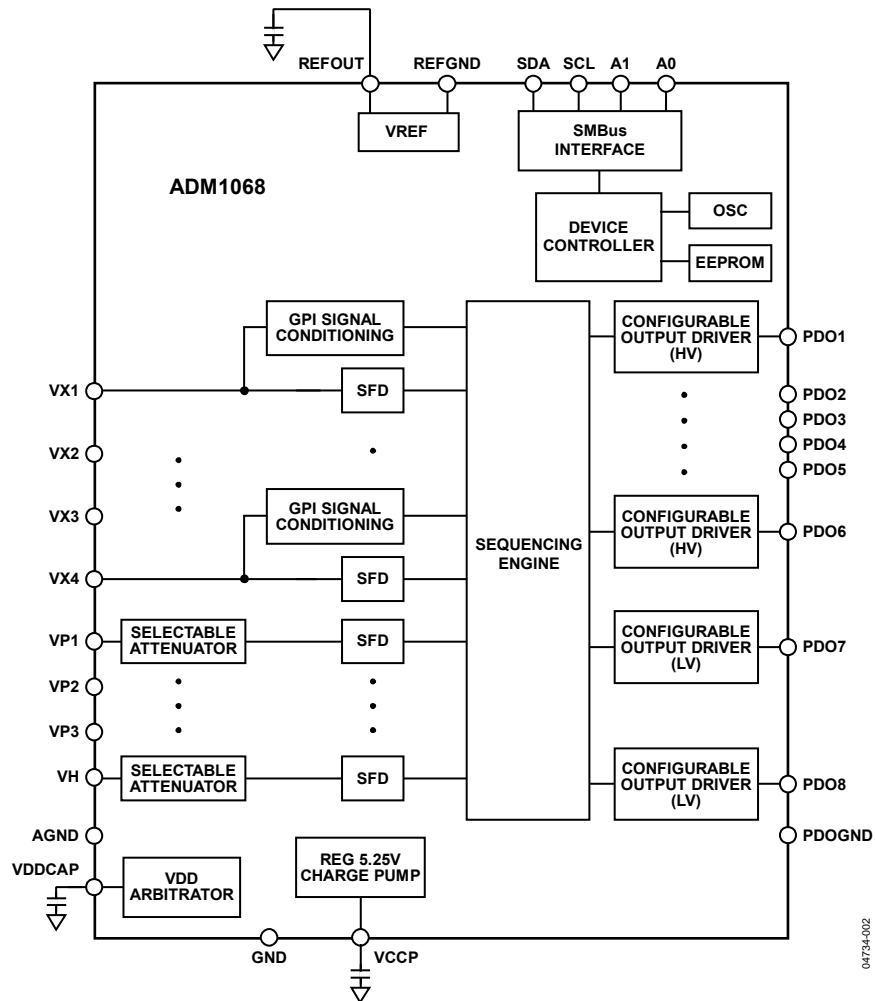 REFOUT REFGND SDA SCL A1 A0
VREF
SMBus
INTERFACE
ADM1068
DEVICE
CONTROLLER
OSC
EEPROM
GPI SIGNAL
CONDITIONING
CONFIGURABLE
OUTPUT DRIVER
(HV)
PDO1
VX1
SFD
PDO2
PDO3
PDO4
PDO5
VX2
VX3
GPI SIGNAL
CONDITIONING
SEQUENCING
ENGINE
CONFIGURABLE
OUTPUT DRIVER
(HV)
PDO6
VX4
SFD
VP1
SELECTABLE
ATTENUATOR
SFD
CONFIGURABLE
OUTPUT DRIVER
(LV)
PDO7
VP2
VP3
VH
SELECTABLE
ATTENUATOR
SFD
CONFIGURABLE
OUTPUT DRIVER
(LV)
PDO8
AGND
PDOGND
VDDCAP
VDD
ARBITRATOR
REG 5.25V
CHARGE PUMP
GND
VCCP
04734-002